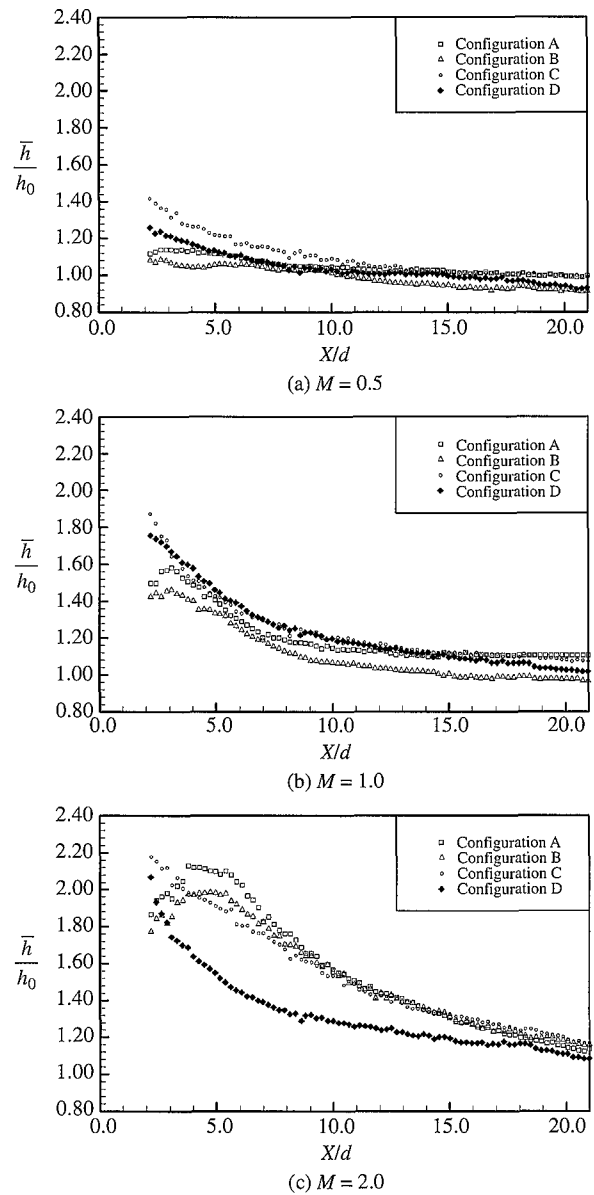 2.40
2.20
2.00
1.80
1.60
1.40
1.20
1.00
0.80
h̅
h₀
Configuration A
Configuration B
Configuration C
Configuration D
0.0 5.0 10.0 15.0 20.0
X/d
(a) M = 0.5
2.40
2.20
2.00
1.80
1.60
1.40
1.20
1.00
0.80
h̅
h₀
Configuration A
Configuration B
Configuration C
Configuration D
0.0 5.0 10.0 15.0 20.0
X/d
(b) M = 1.0
2.40
2.20
2.00
1.80
1.60
1.40
1.20
1.00
0.80
h̅
h₀
Configuration A
Configuration B
Configuration C
Configuration D
0.0 5.0 10.0 15.0 20.0
X/d
(c) M = 2.0